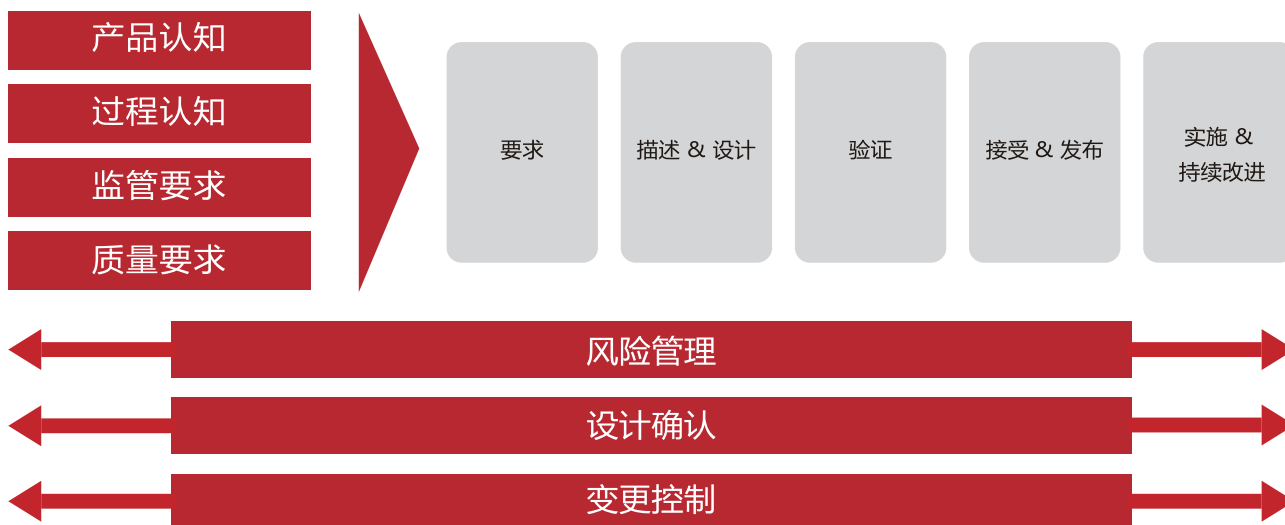 产品认知
过程认知
监管要求
质量要求
要求
描述 & 设计
验证
接受 & 发布
实施 &
持续改进
风险管理
设计确认
变更控制